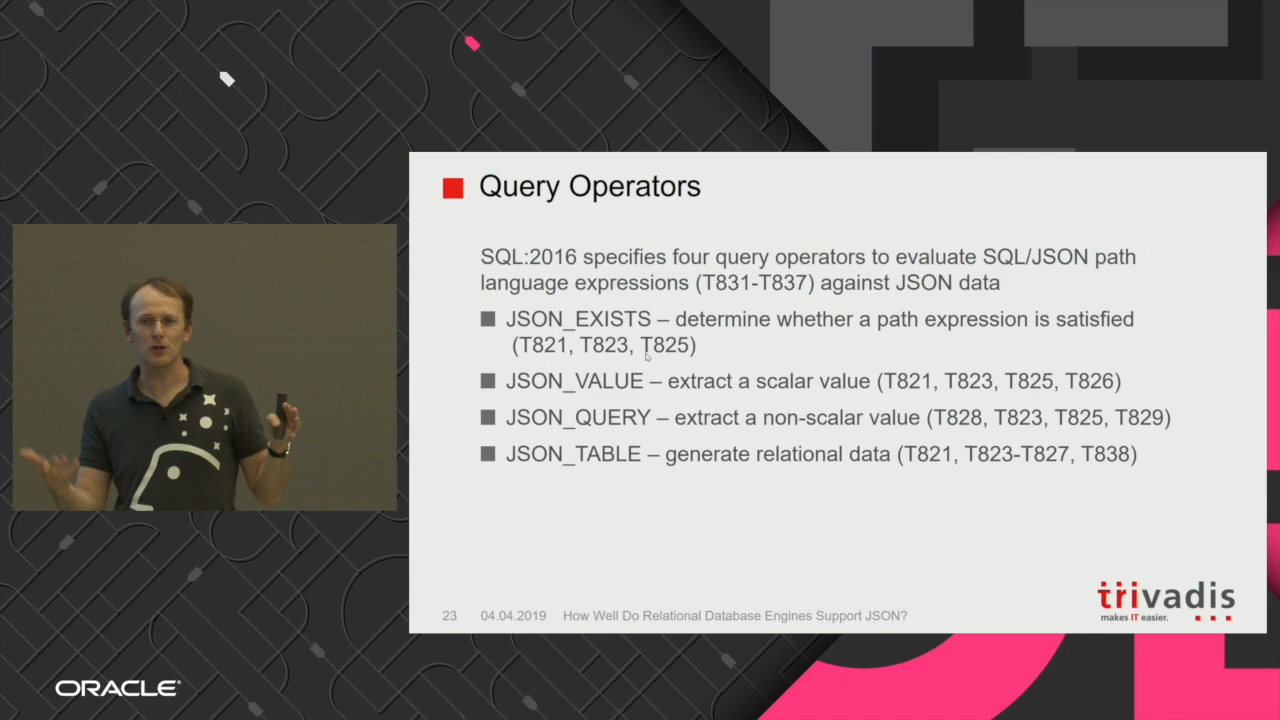 Query Operators
SQL:2016 specifies four query operators to evaluate SQL/JSON path
language expressions (T831-T837) against JSON data
JSON_EXISTS – determine whether a path expression is satisfied
(T821, T823, T825)
JSON_VALUE – extract a scalar value (T821, T823, T825, T826)
JSON_QUERY – extract a non-scalar value (T828, T823, T825, T829)
JSON_TABLE – generate relational data (T821, T823-T827, T838)
23 04.04.2019 How Well Do Relational Database Engines Support JSON?
trivadis
makes IT easier.
ORACLE